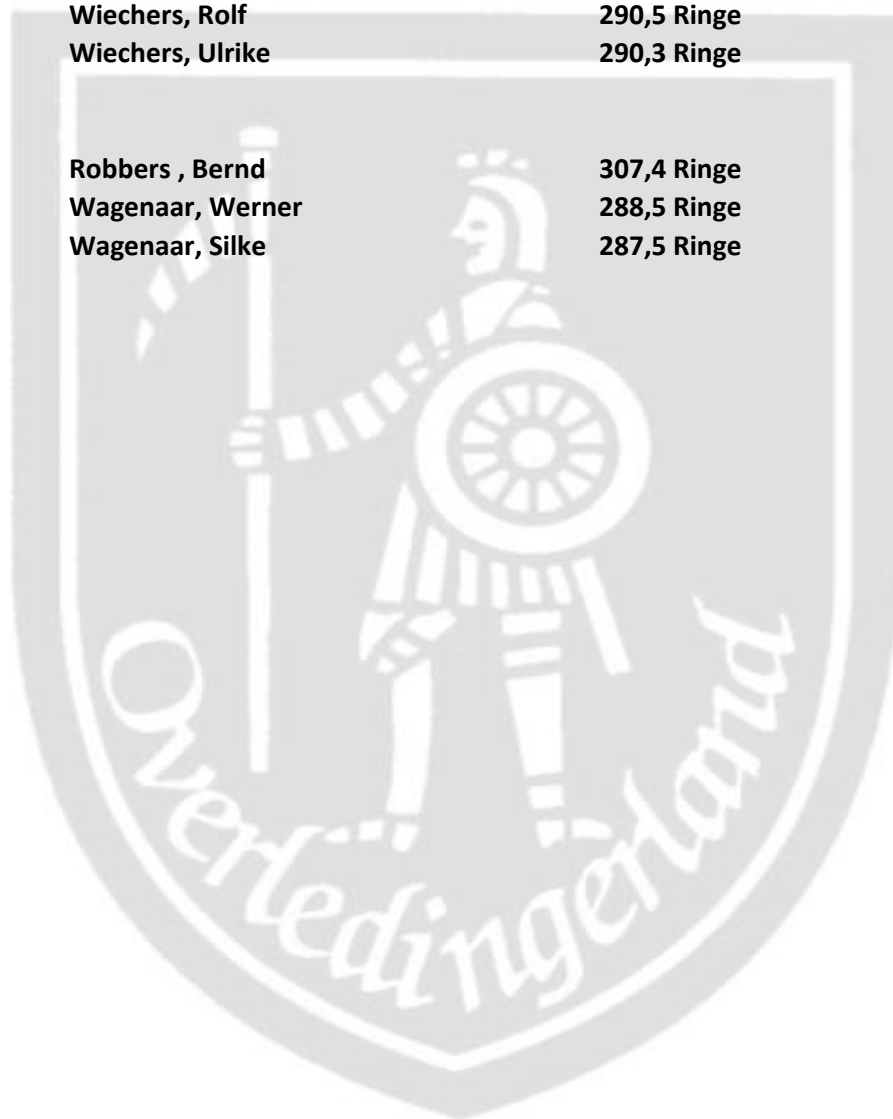 Wiechers, Rolf 290,5 Ringe
Wiechers, Ulrike 290,3 Ringe
Robbers , Bernd 307,4 Ringe
Wagenaar, Werner 288,5 Ringe
Wagenaar, Silke 287,5 Ringe
Overledingerland